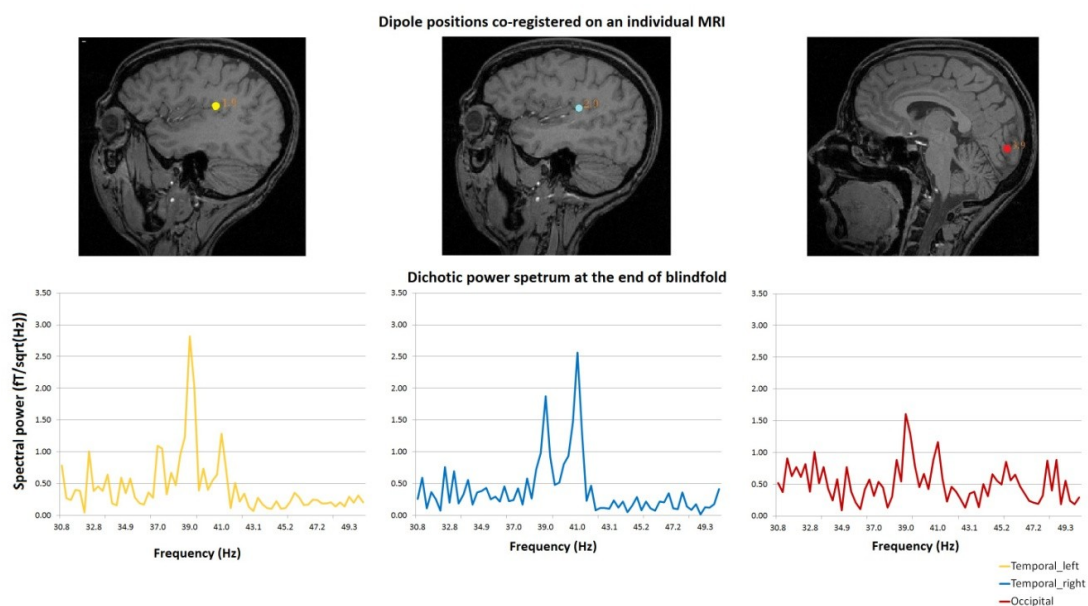 Dipole positions co-registered on an individual MRI
Dichotic power spetrum at the end of blindfold
Spectral power (fT/sqrt(Hz))
3.50
3.00
2.50
2.00
1.50
1.00
0.50
0.00
30.8 32.8 34.9 37.0 39.0 41.0 43.1 45.1 47.2 49.3
Frequency (Hz)
3.50
3.00
2.50
2.00
1.50
1.00
0.50
0.00
30.8 32.8 34.9 37.0 39.0 41.0 43.1 45.1 47.2 49.3
Frequency (Hz)
3.50
3.00
2.50
2.00
1.50
1.00
0.50
0.00
30.8 32.8 34.9 37.0 39.0 41.0 43.1 45.1 47.2 49.3
Frequency (Hz)
Temporal_left
Temporal_right
Occipital